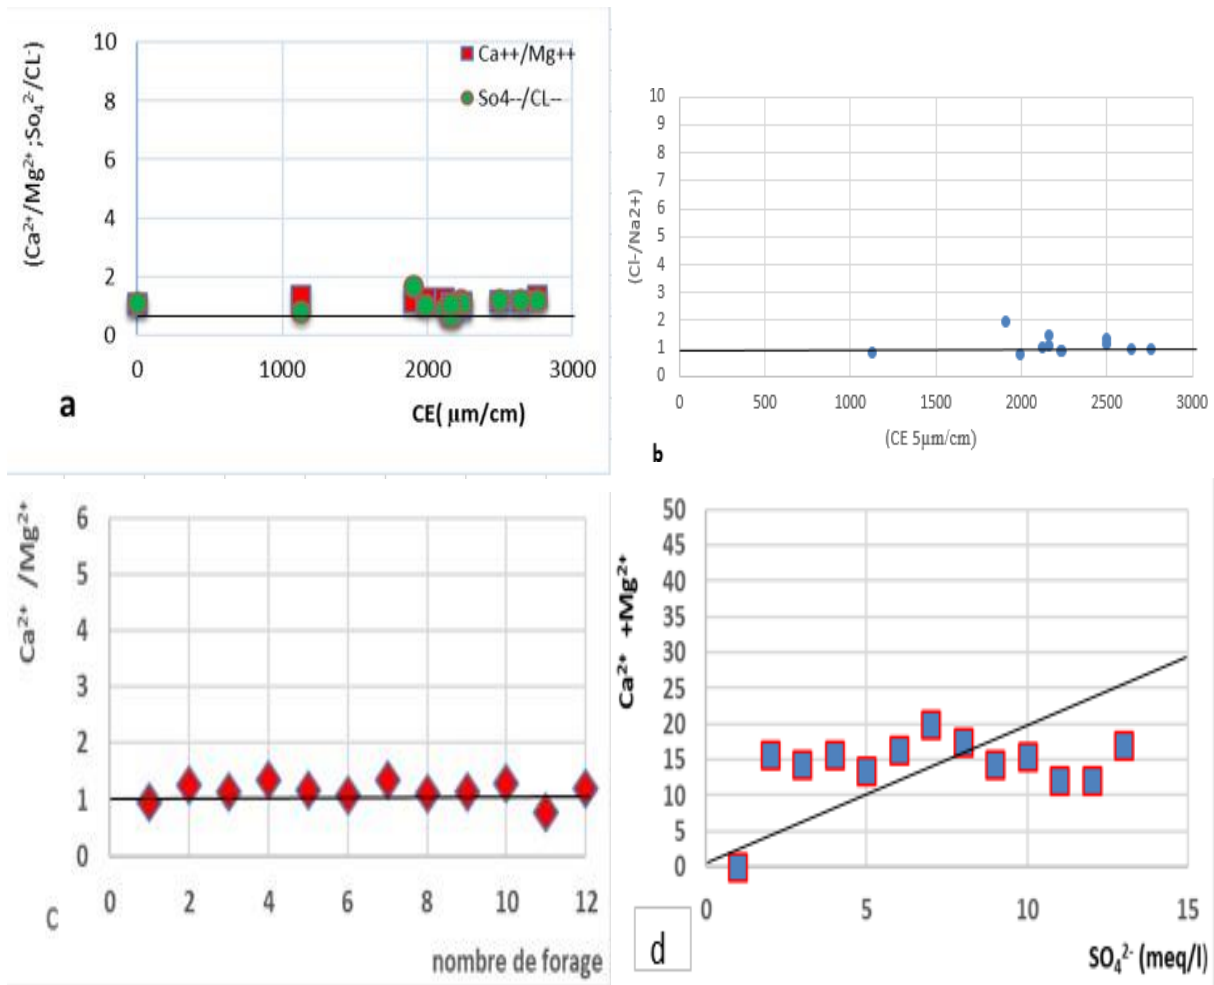 (Ca²⁺/Mg²⁺ ;So₄²⁻/CL⁻)
10
8
6
4
2
0
Ca++/Mg++
So4--/CL--
0 1000 2000 3000
a
CE( µm/cm)
(Cl-/Na2+)
10
9
8
7
6
5
4
3
2
1
0
0 500 1000 1500 2000 2500 3000
(CE 5µm/cm)
b
Ca²⁺ /Mg²⁺
6
5
4
3
2
1
0
0 2 4 6 8 10 12
C
nombre de forage
Ca²⁺ +Mg²⁺
50
45
40
35
30
25
20
15
10
5
0
0 5 10 15
d
SO₄²⁻ (meq/l)